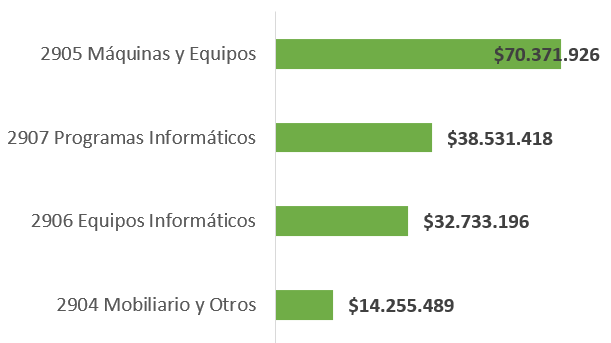 2905 Máquinas y Equipos $70.371.926
2907 Programas Informáticos $38.531.418
2906 Equipos Informáticos $32.733.196
2904 Mobiliario y Otros $14.255.489